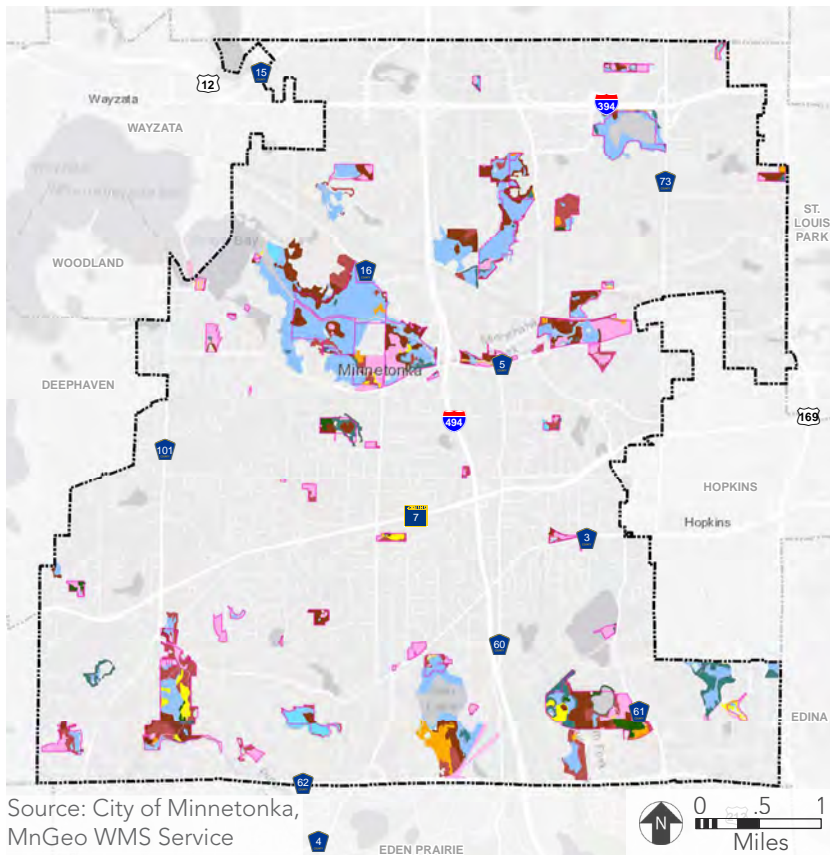 12
15
Wayzata
WAYZATA
394
73
ST.
LOUIS
PARK
WOODLAND
16
5
Minnetonka
DEEPHAVEN
494
169
101
HOPKINS
7
Hopkins
3
60
61
EDINA
62
Source: City of Minnetonka,
MnGeo WMS Service
N
0 .5 1
Miles
212
4
EDEN PRAIRIE